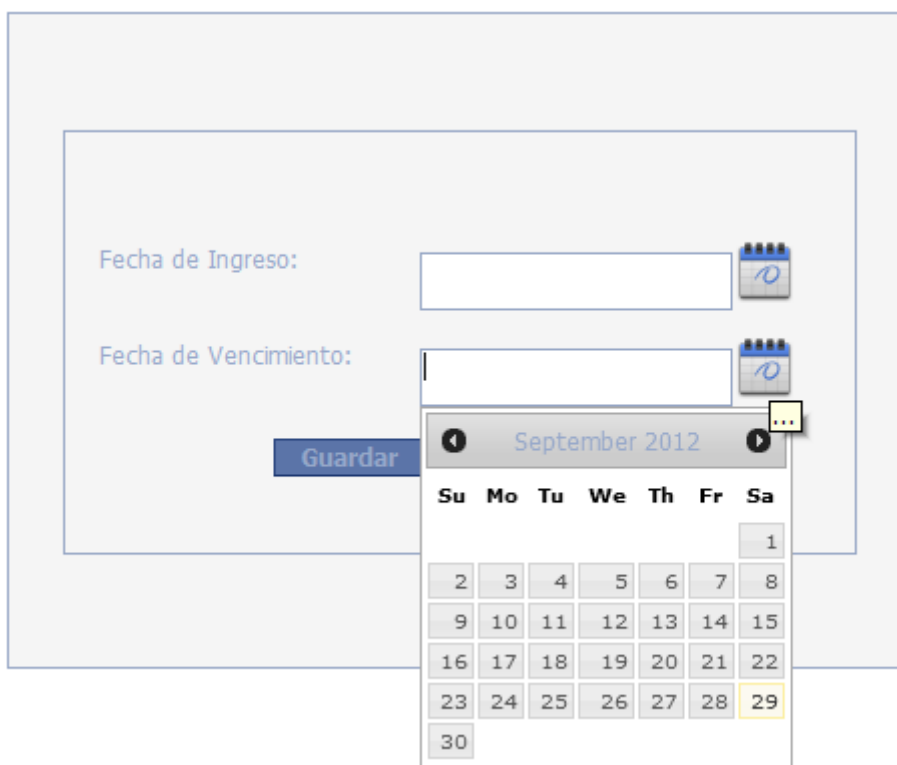 Fecha de Ingreso:
Fecha de Vencimiento:
...
Guardar
September 2012
Su Mo Tu We Th Fr Sa
1
2 3 4 5 6 7 8
9 10 11 12 13 14 15
16 17 18 19 20 21 22
23 24 25 26 27 28 29
30